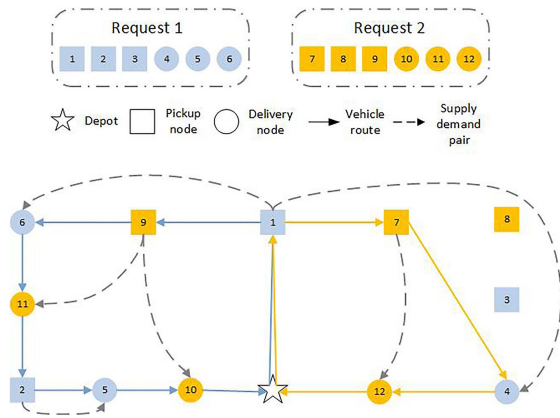 Request 1
Request 2
1 2 3 4 5 6
7 8 9 10 11 12
Depot
Pickup
node
Delivery
node
Vehicle
route
Supply
demand
pair
6 9 1 7 8
11 3
2 5 10 12 4